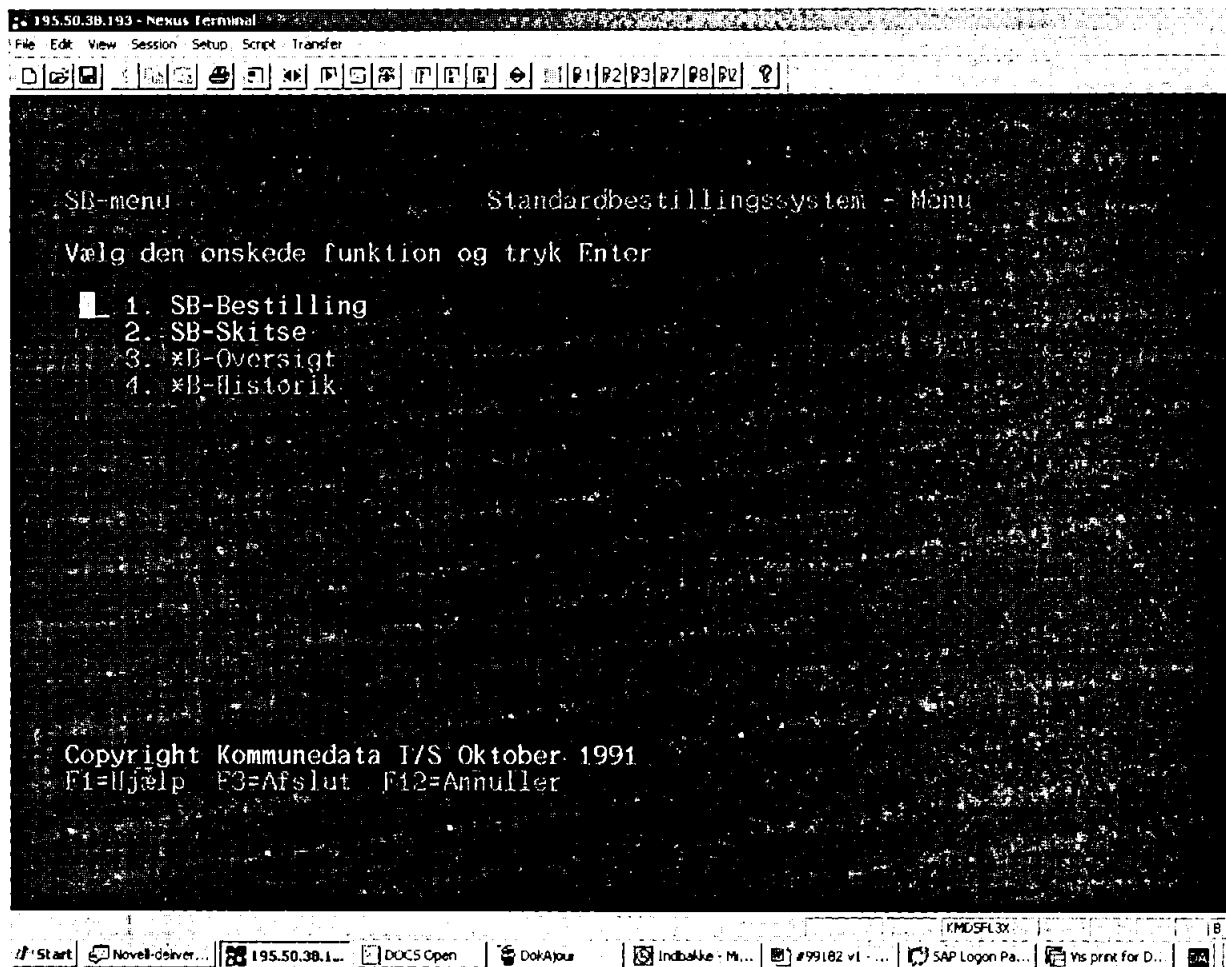 195.50.38.193 - Nexus Terminal
File Edit View Session Setup Script Transfer
SB-menu Standardbestillingssystem - Menu
Vælg den ønskede funktion og tryk Enter
1. SB-Bestilling
2. SB-Skitse
3. *B-Oversigt
4. *B-Historik
Copyright Kommunedata I/S Oktober 1991
F1=Hjælp F3=Afslut F12=Annuller
KMDSFL3X B
Start Novell-deliver... 195.50.38.1... DOCS Open DokAjour Indbakke - Mi... #99182 v1 - ... SAP Logon Pa... Vis print for D...